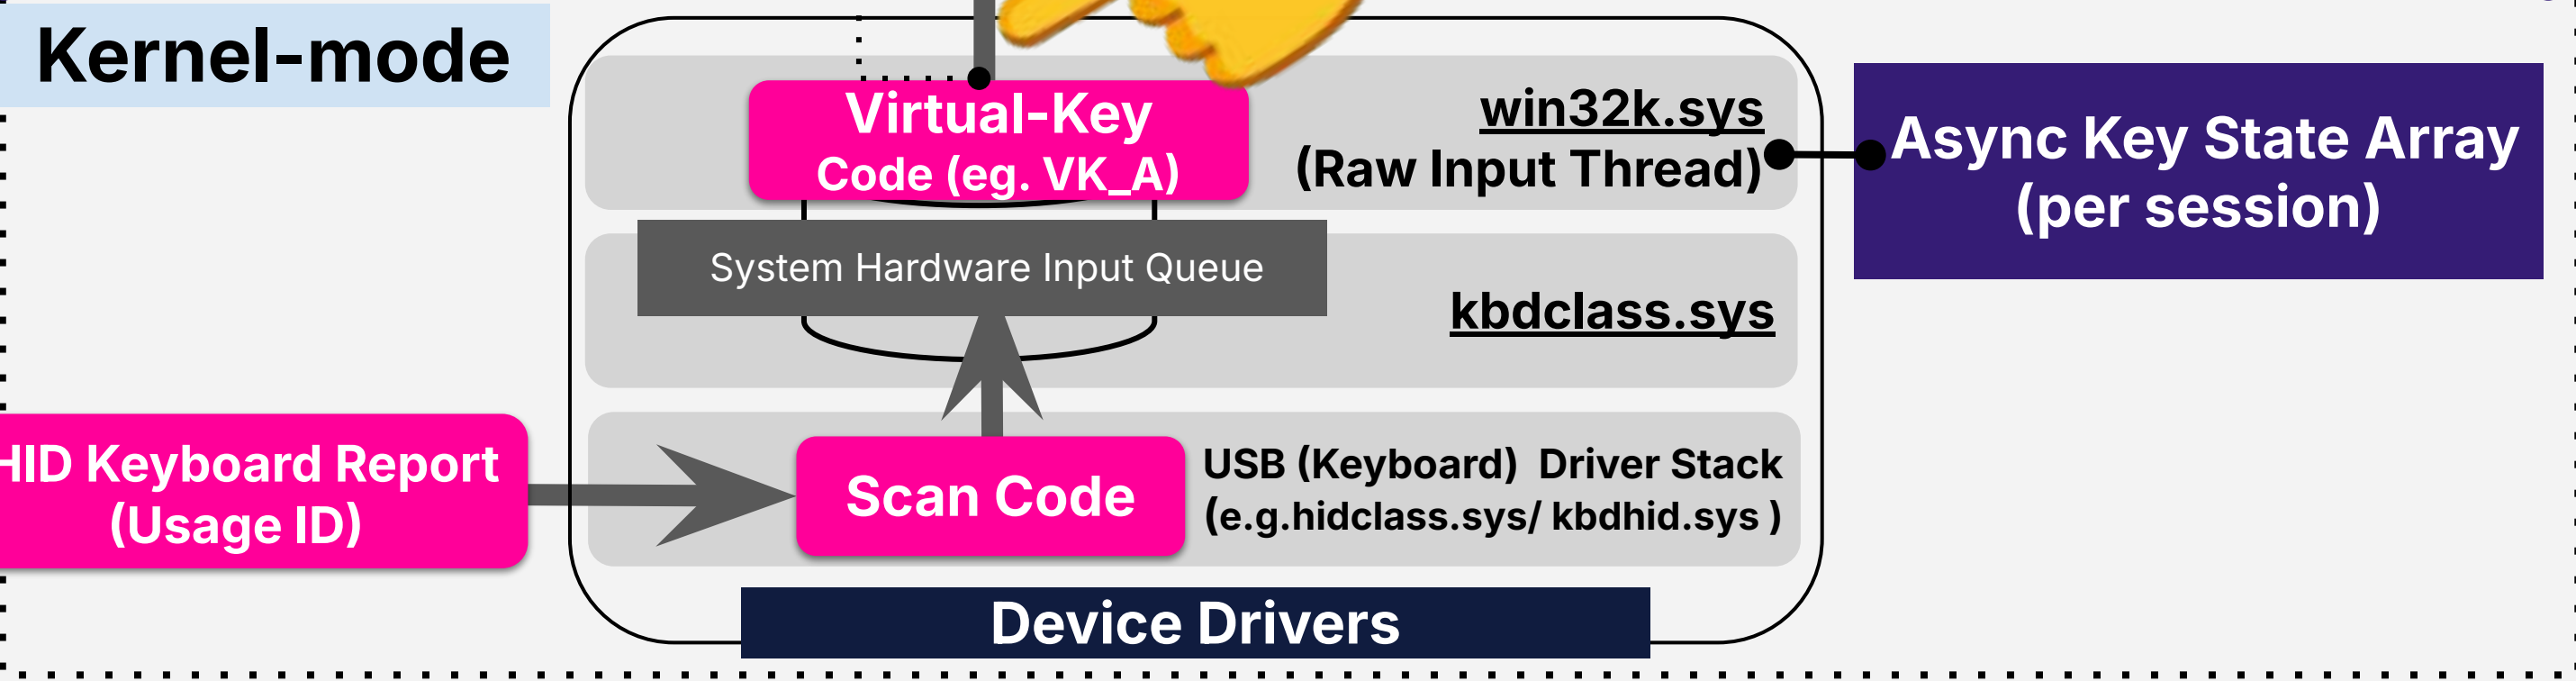 Kernel-mode
Virtual-Key
Code (eg. VK_A)
win32k.sys
(Raw Input Thread)
Async Key State Array
(per session)
System Hardware Input Queue
kbdclass.sys
HID Keyboard Report
(Usage ID)
Scan Code
USB (Keyboard) Driver Stack
(e.g.hidclass.sys/ kbdhid.sys )
Device Drivers